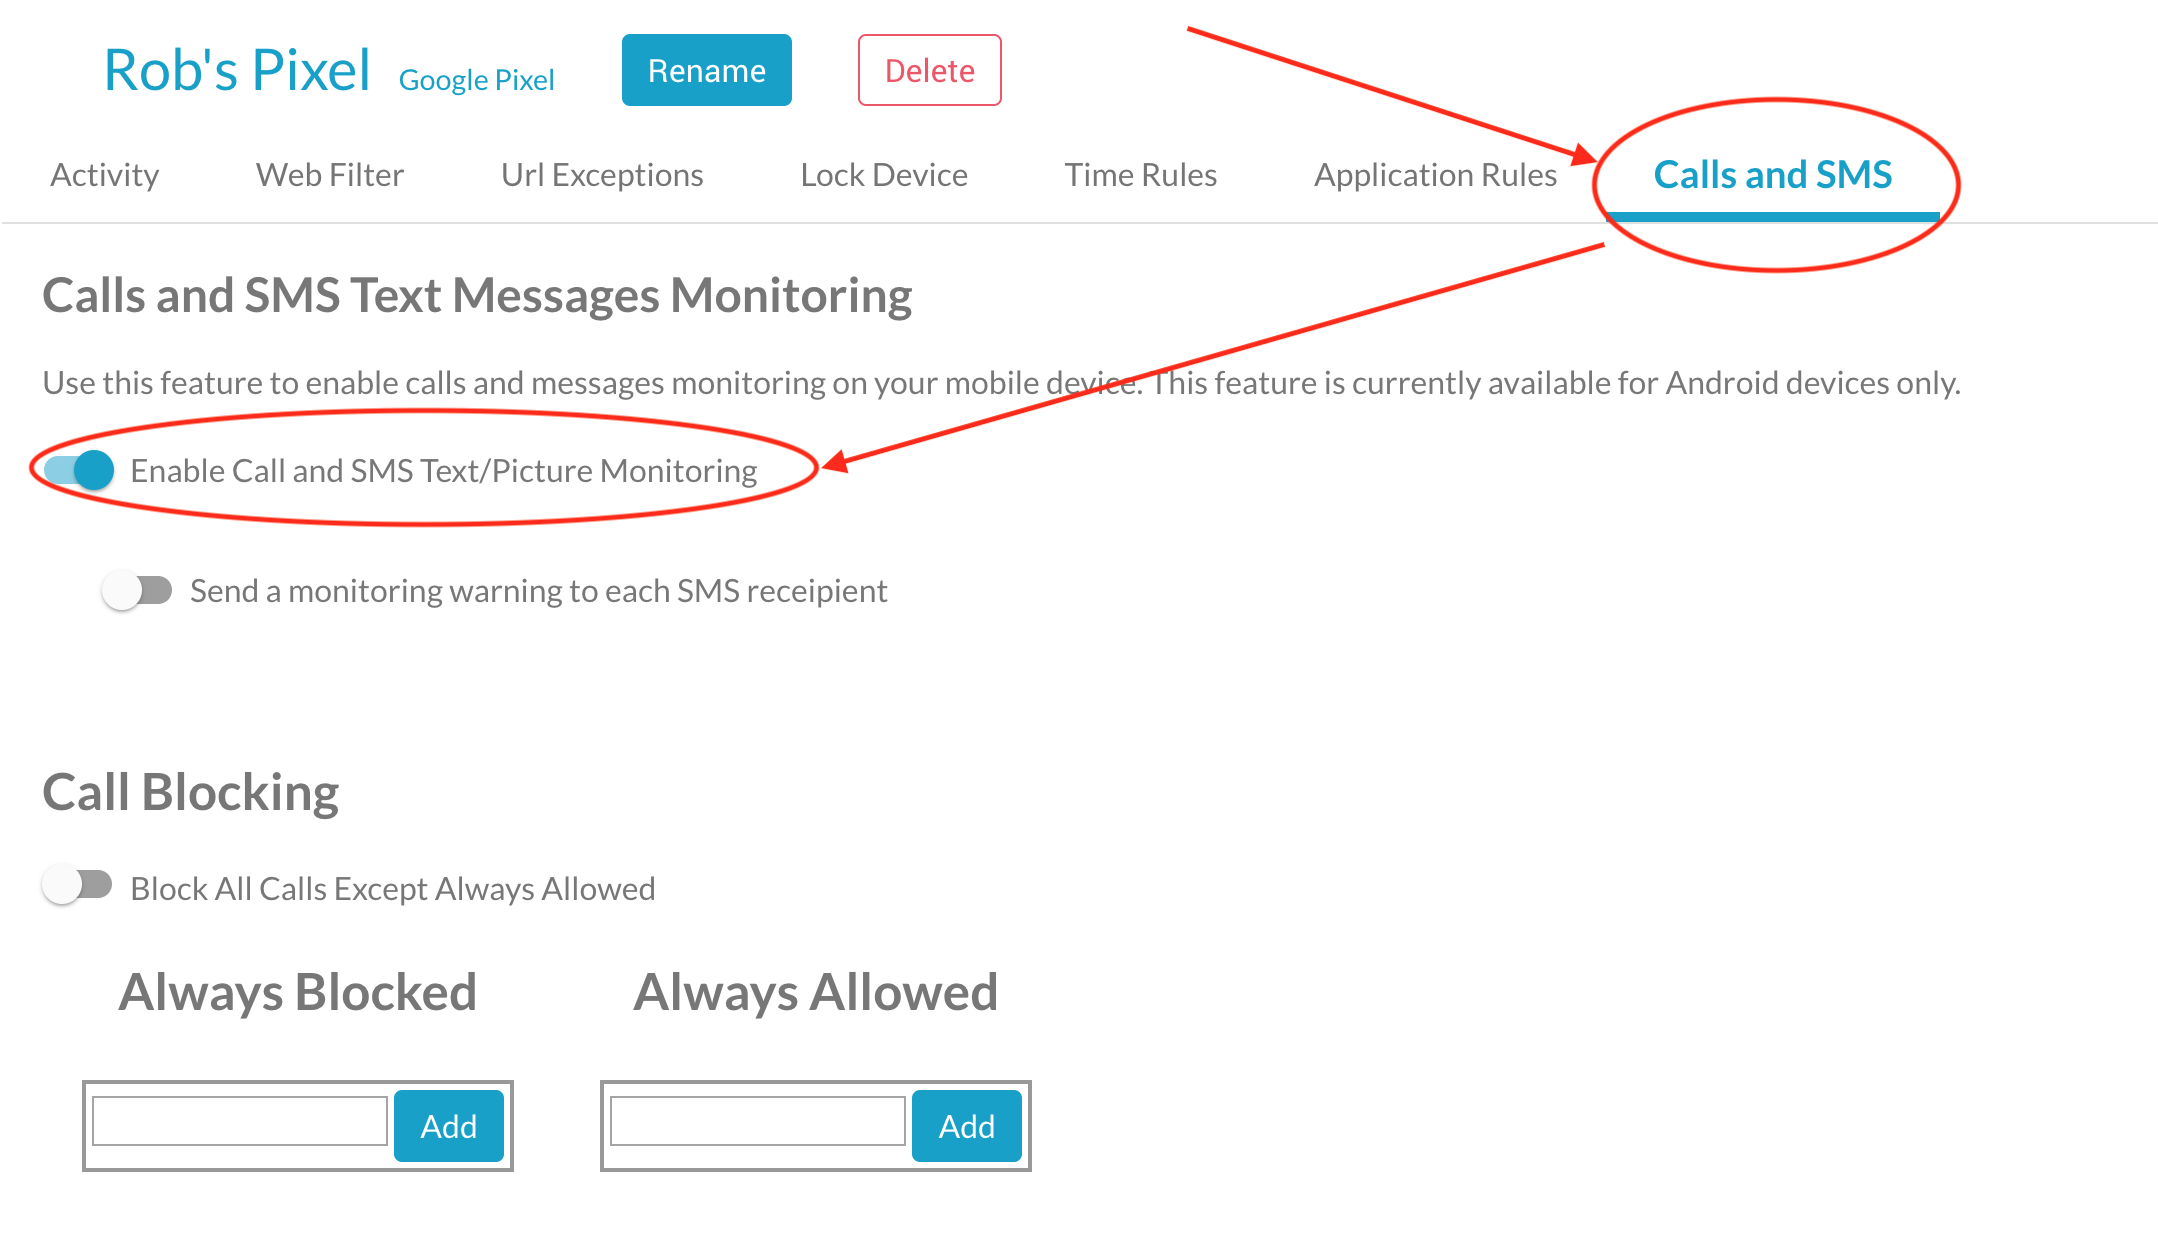 Rob's Pixel Google Pixel Rename Delete
Activity Web Filter Url Exceptions Lock Device Time Rules Application Rules Calls and SMS
Calls and SMS Text Messages Monitoring
Use this feature to enable calls and messages monitoring on your mobile device. This feature is currently available for Android devices only.
Enable Call and SMS Text/Picture Monitoring
Send a monitoring warning to each SMS receipient
Call Blocking
Block All Calls Except Always Allowed
Always Blocked Always Allowed
Add Add